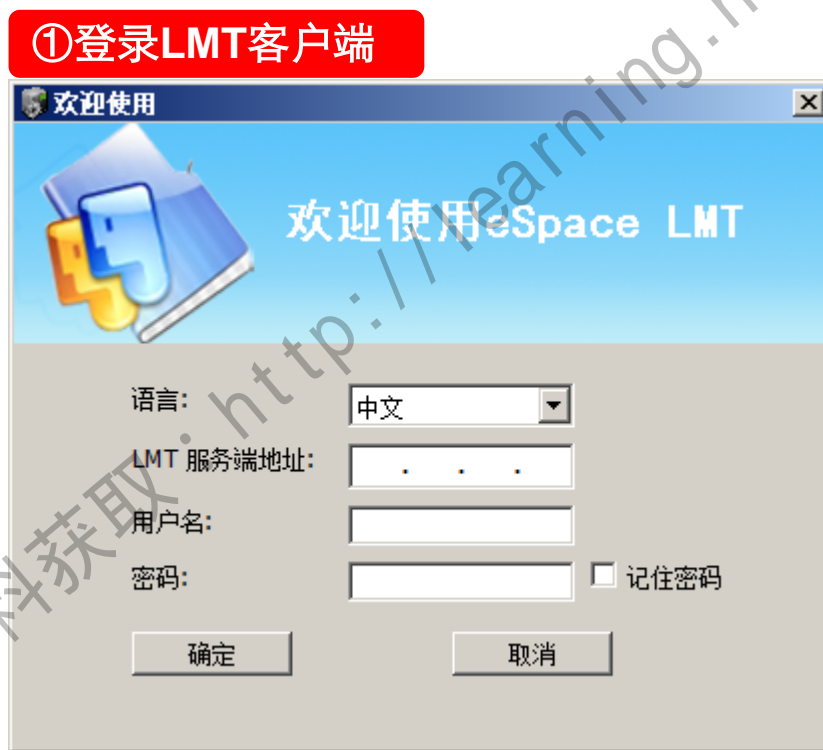 ①登录LMT客户端
欢迎使用
欢迎使用eSpace LMT
语言: 中文
LMT 服务端地址: . . .
用户名:
密码: 记住密码
确定 取消
料获取：http://learning.h